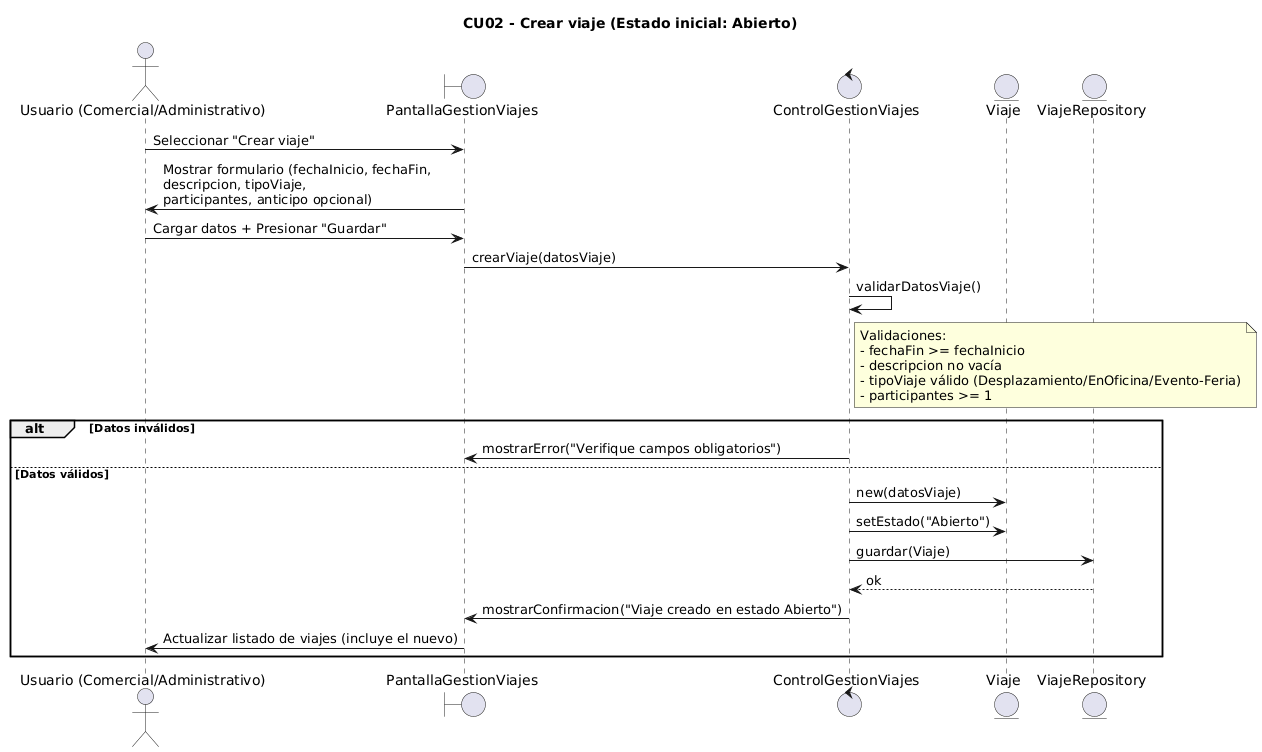 CU02 - Crear viaje (Estado inicial: Abierto)
Usuario (Comercial/Administrativo)
PantallaGestionViajes
ControlGestionViajes
Viaje
ViajeRepository
Seleccionar "Crear viaje"
Mostrar formulario (fechaInicio, fechaFin,
descripcion, tipoViaje,
participantes, anticipo opcional)
Cargar datos + Presionar "Guardar"
crearViaje(datosViaje)
validarDatosViaje()
Validaciones:
- fechaFin >= fechaInicio
- descripcion no vacía
- tipoViaje válido (Desplazamiento/EnOficina/Evento-Feria)
- participantes >= 1
alt
[Datos inválidos]
mostrarError("Verifique campos obligatorios")
[Datos válidos]
new(datosViaje)
setEstado("Abierto")
guardar(Viaje)
ok
mostrarConfirmacion("Viaje creado en estado Abierto")
Actualizar listado de viajes (incluye el nuevo)
Usuario (Comercial/Administrativo)
PantallaGestionViajes
ControlGestionViajes
Viaje
ViajeRepository